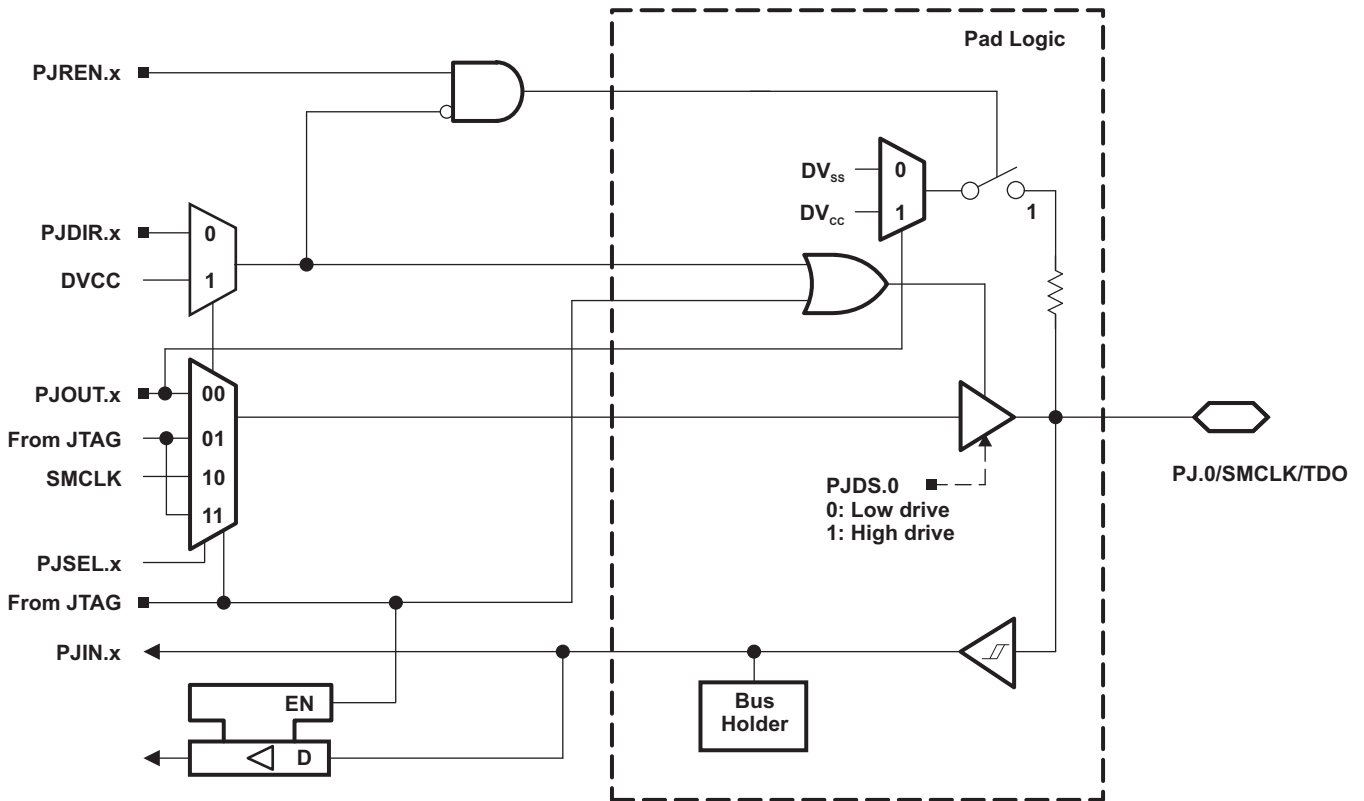 Pad Logic
PJREN.x
DVss
0
DVcc
1
1
PJDIR.x
0
DVCC
1
PJOUT.x
00
From JTAG
01
SMCLK
10
11
PJDS.0
0: Low drive
1: High drive
PJ.0/SMCLK/TDO
PJSEL.x
From JTAG
PJIN.x
Bus
Holder
EN
D